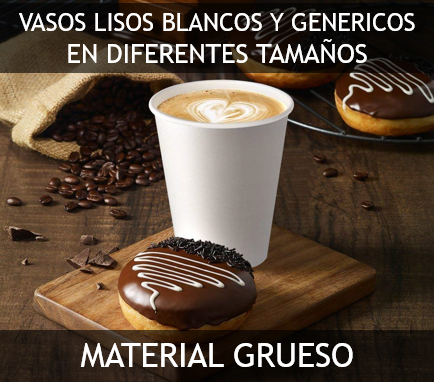 VASOS LISOS BLANCOS Y GENERICOS
EN DIFERENTES TAMAÑOS
MATERIAL GRUESO